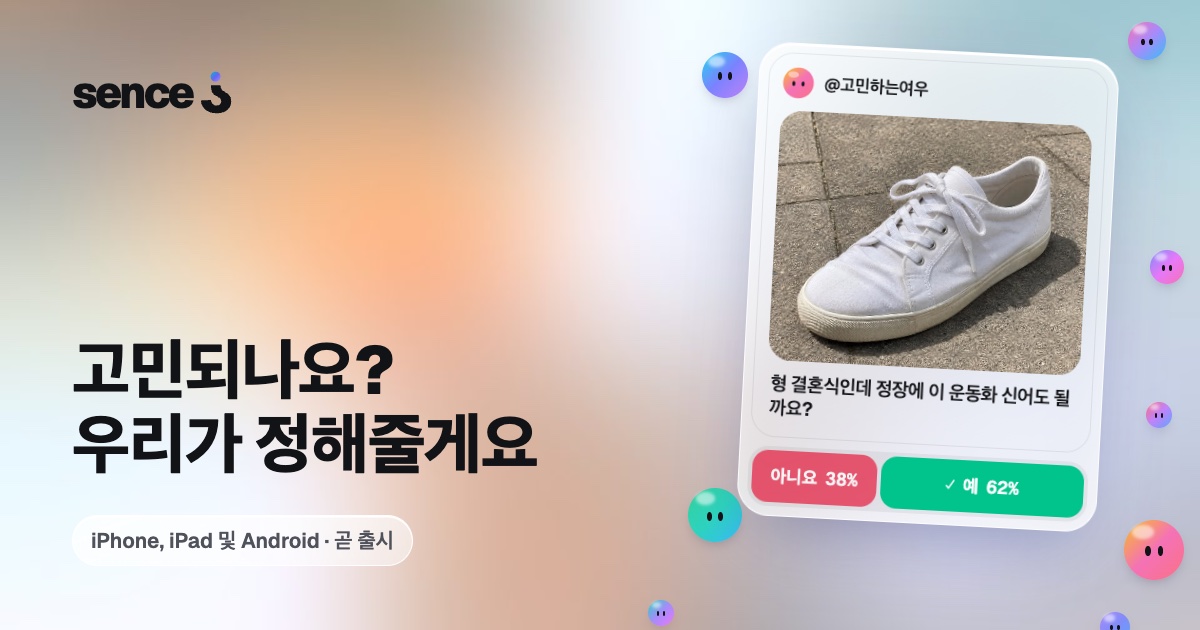 sence
고민되나요?
우리가 정해줄게요
iPhone, iPad 및 Android · 곧 출시
@고민하는여우
형 결혼식인데 정장에 이 운동화 신어도 될
까요?
아니요 38%
✓ 예 62%